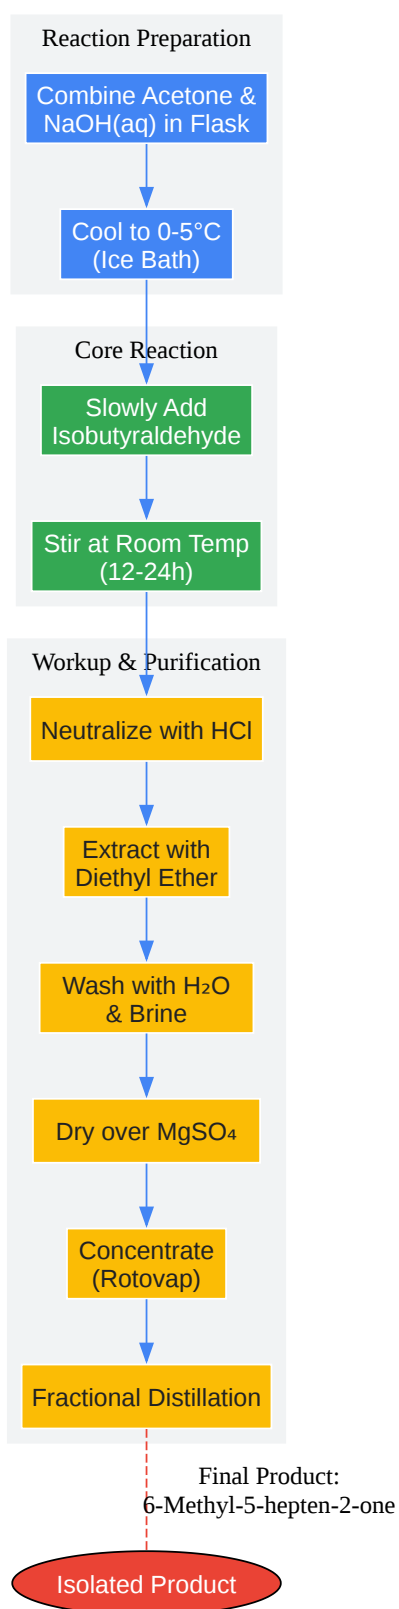 Reaction Preparation
Combine Acetone &
NaOH(aq) in Flask
Cool to 0-5°C
(Ice Bath)
Core Reaction
Slowly Add
Isobutyraldehyde
Stir at Room Temp
(12-24h)
Workup & Purification
Neutralize with HCl
Extract with
Diethyl Ether
Wash with H₂O
& Brine
Dry over MgSO₄
Concentrate
(Rotovap)
Fractional Distillation
Final Product:
6-Methyl-5-hepten-2-one
Isolated Product